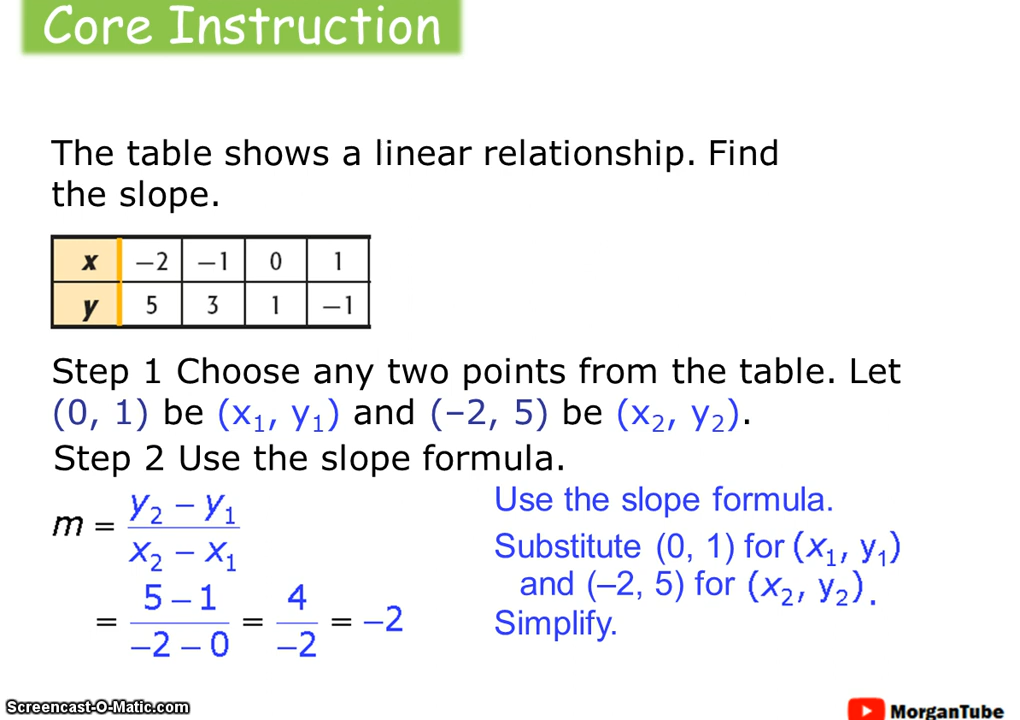 Core Instruction
The table shows a linear relationship. Find
the slope.
x −2 −1 0 1
y 5 3 1 −1
Step 1 Choose any two points from the table. Let
(0, 1) be (x₁, y₁) and (–2, 5) be (x₂, y₂).
Step 2 Use the slope formula.
m = (y₂ − y₁) / (x₂ − x₁)
Use the slope formula.
Substitute (0, 1) for (x₁, y₁)
and (–2, 5) for (x₂, y₂).
= (5 – 1) / (–2 – 0) = 4 / –2 = –2
Simplify.
Screencast-O-Matic.com
MorganTube